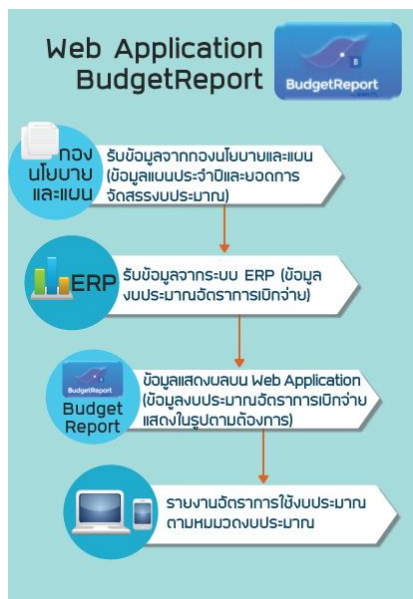 Web Application
BudgetReport
B
BudgetReport
กอง
นโยบาย
และแผน
รับข้อมูลจากกองนโยบายและแผน
(ข้อมูลแผนประจำปีและยอดการ
จัดสรรงบประมาณ)
ERP
รับข้อมูลจากระบบ ERP (ข้อมูล
งบประมาณอัตราการเบิกจ่าย)
BudgetReport
Budget
Report
ข้อมูลแสดงบลบน Web Application
(ข้อมูลงบประมาณอัตราการเบิกจ่าย
แสดงในรูปตามต้องการ)
รายงานอัตราการใช้งบประมาณ
ตามหมมวดงบประมาณ